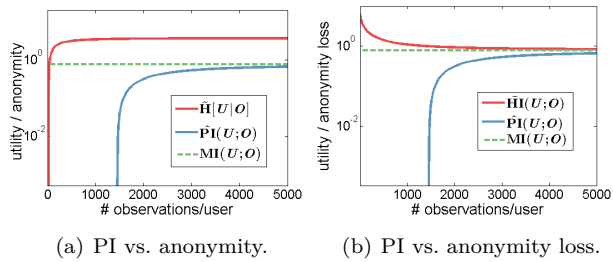 utility / anonymity
10^0
10^-2
H̃[U|O]
P̂I(U;O)
MI(U;O)
0 1000 2000 3000 4000 5000
# observations/user
(a) PI vs. anonymity.
utility / anonymity loss
10^0
10^-2
H̃I(U;O)
P̂I(U;O)
MI(U;O)
1000 2000 3000 4000 5000
# observations/user
(b) PI vs. anonymity loss.